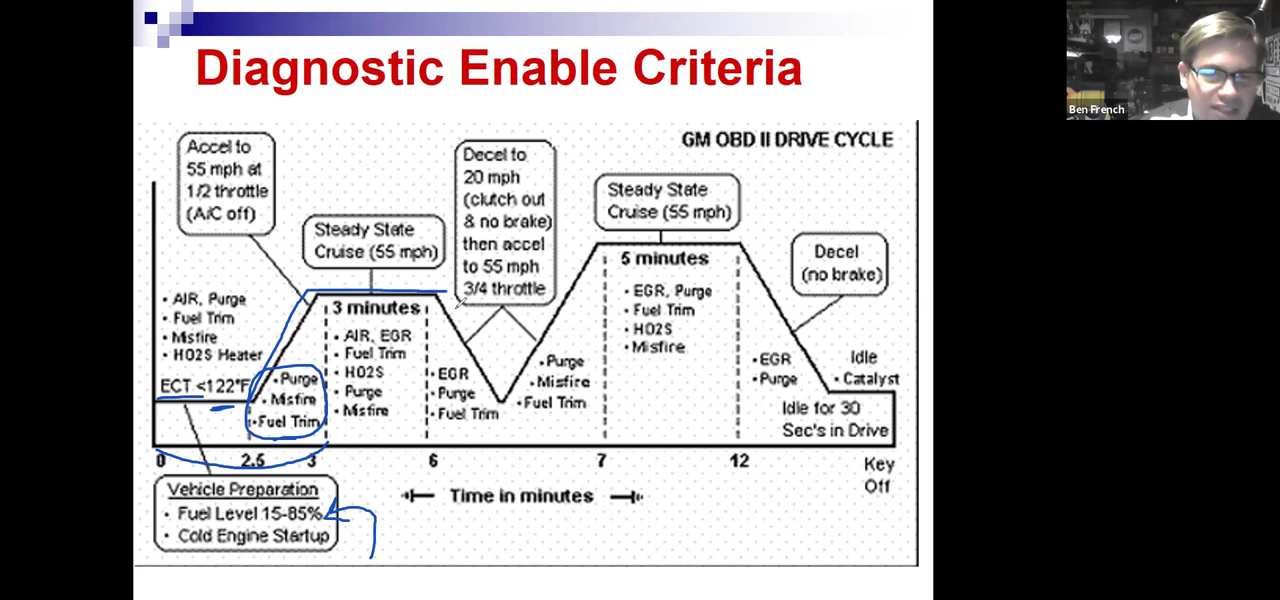 Diagnostic Enable Criteria
Ben French
GM OBD II DRIVE CYCLE
Accel to
55 mph at
1/2 throttle
(A/C off)
Steady State
Cruise (55 mph)
Decel to
20 mph
(clutch out
& no brake)
then accel
to 55 mph
3/4 throttle
Steady State
Cruise (55 mph)
Decel
(no brake)
• AIR, Purge
• Fuel Trim
• Misfire
• HO2S Heater
ECT <122°F
• Purge
• Misfire
• Fuel Trim
3 minutes
• AIR, EGR
• Fuel Trim
• HO2S
• Purge
• Misfire
• EGR
• Purge
• Fuel Trim
• Purge
• Misfire
• Fuel Trim
5 minutes
• EGR, Purge
• Fuel Trim
• HO2S
• Misfire
• EGR
• Purge
Idle
• Catalyst
Idle for 30
Sec's in Drive
0 2.5 3 6 7 12 Key
Off
Time in minutes
Vehicle Preparation
• Fuel Level 15-85%
• Cold Engine Startup